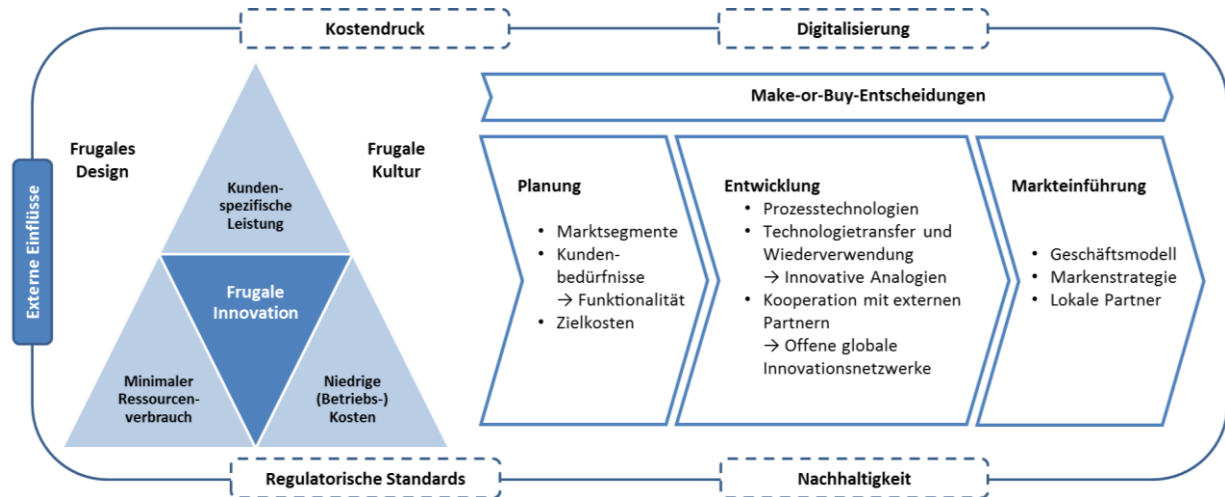 Kostendruck
Digitalisierung
Externe Einflüsse
Frugales
Design
Frugale
Kultur
Kunden-
spezifische
Leistung
Frugale
Innovation
Minimaler
Ressourcen-
verbrauch
Niedrige
(Betriebs-)
Kosten
Make-or-Buy-Entscheidungen
Planung
• Marktsegmente
• Kunden-
bedürfnisse
→ Funktionalität
• Zielkosten
Entwicklung
• Prozesstechnologien
• Technologietransfer und
Wiederverwendung
→ Innovative Analogien
• Kooperation mit externen
Partnern
→ Offene globale
Innovationsnetzwerke
Markteinführung
• Geschäftsmodell
• Markenstrategie
• Lokale Partner
Regulatorische Standards
Nachhaltigkeit